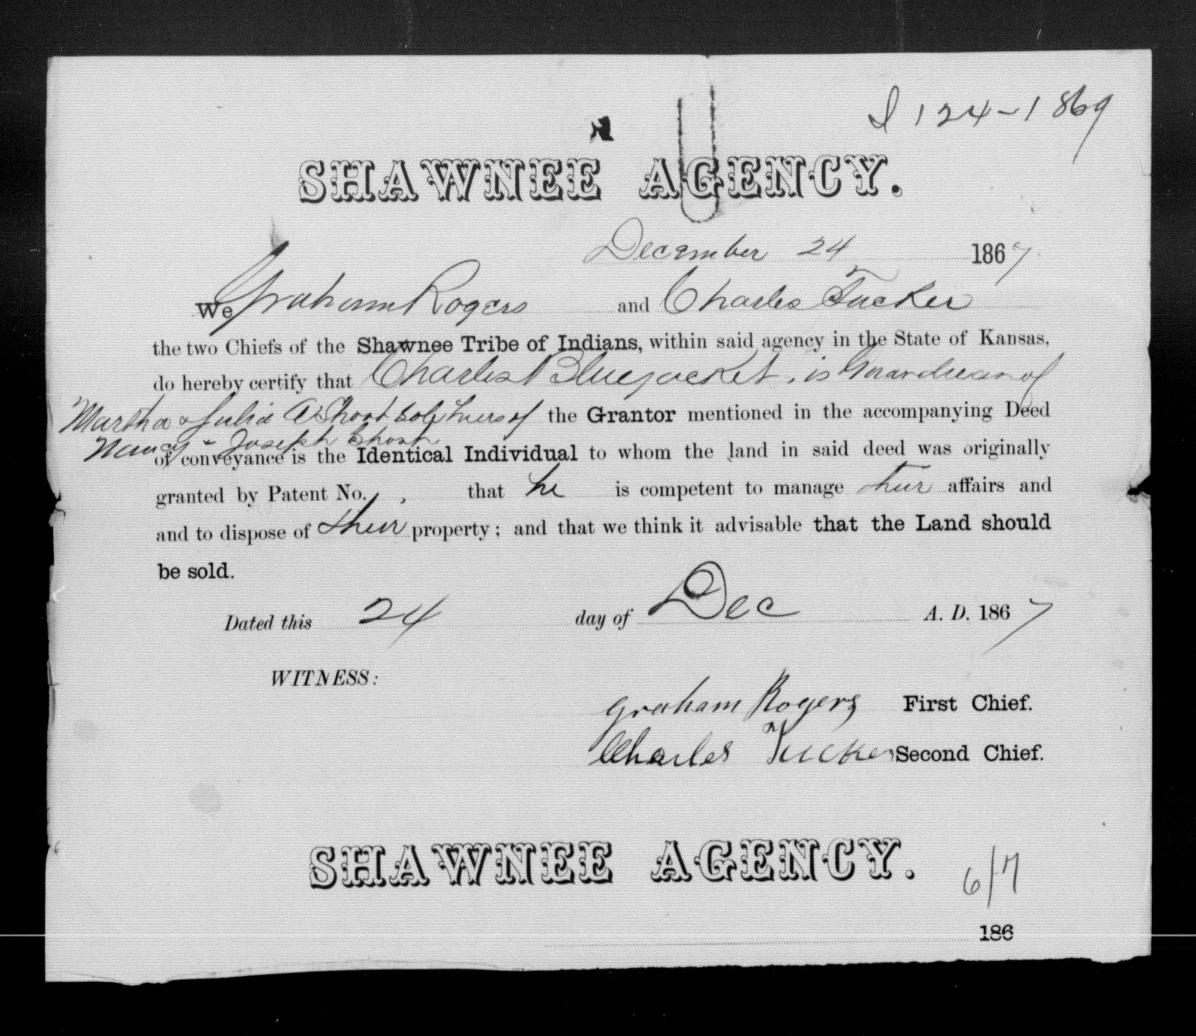 I 124-1869
SHAWNEE AGENCY.
December 24 1867
We Graham Rogers and Charles Tucker
the two Chiefs of the Shawnee Tribe of Indians, within said agency in the State of Kansas,
do hereby certify that Charles Bluejacket, is Guardian of
Martha & Julia A. Shoot heirs of the Grantor mentioned in the accompanying Deed
Nancy & Joseph
of conveyance is the Identical Individual to whom the land in said deed was originally
granted by Patent No. , that he is competent to manage their affairs and
and to dispose of their property; and that we think it advisable that the Land should
be sold.
Dated this 24 day of Dec A. D. 1867
WITNESS:
Graham Rogers First Chief.
Charles Tucker Second Chief.
SHAWNEE AGENCY.
6/7
186